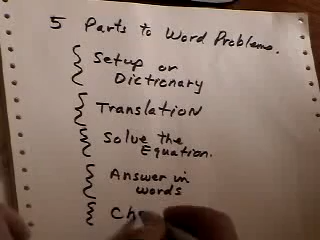 5 Parts to Word Problems.
Setup or
Dictionary
Translation
Solve the
Equation.
Answer in
words